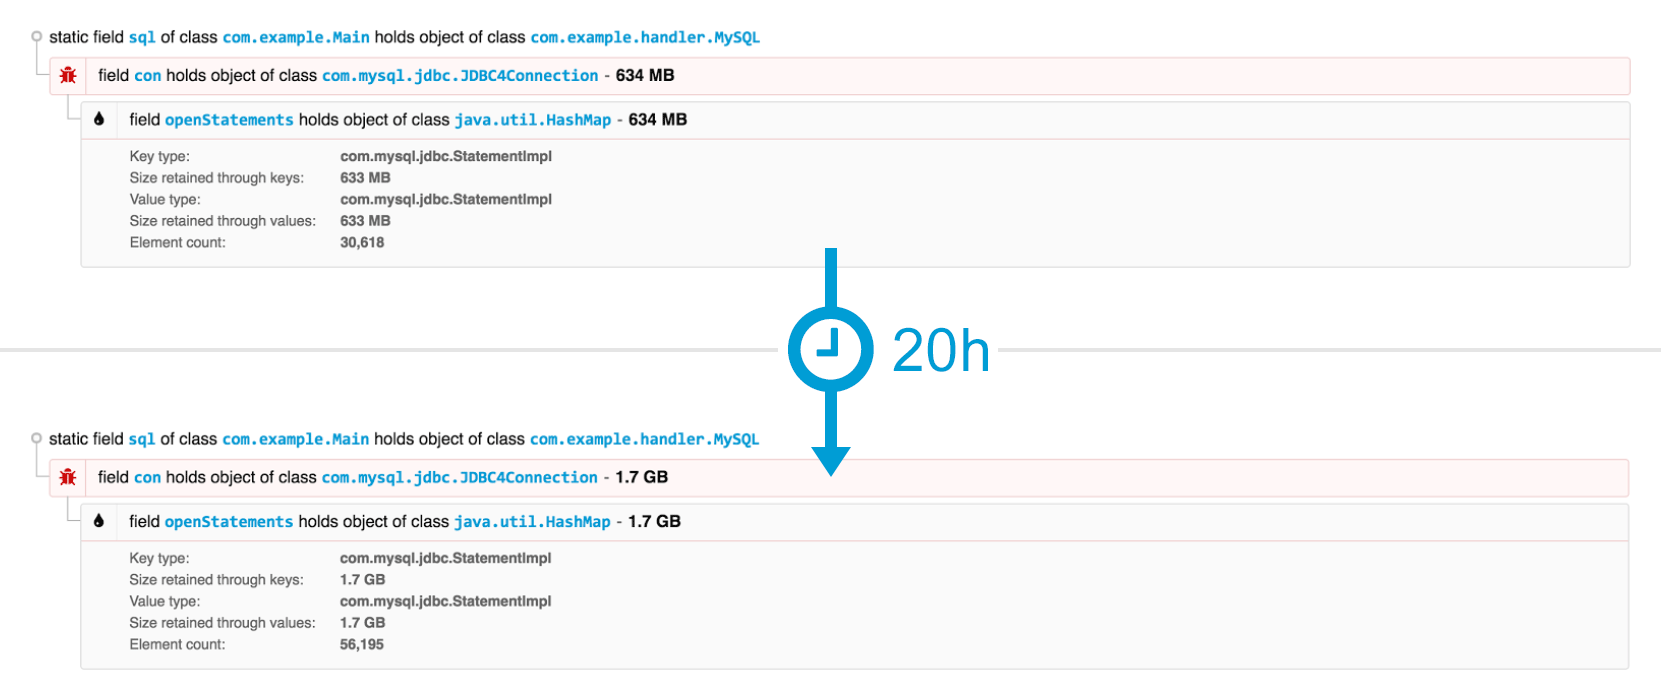 static field sql of class com.example.Main holds object of class com.example.handler.MySQL
field con holds object of class com.mysql.jdbc.JDBC4Connection - 634 MB
field openStatements holds object of class java.util.HashMap - 634 MB
Key type: com.mysql.jdbc.StatementImpl
Size retained through keys: 633 MB
Value type: com.mysql.jdbc.StatementImpl
Size retained through values: 633 MB
Element count: 30,618
20h
static field sql of class com.example.Main holds object of class com.example.handler.MySQL
field con holds object of class com.mysql.jdbc.JDBC4Connection - 1.7 GB
field openStatements holds object of class java.util.HashMap - 1.7 GB
Key type: com.mysql.jdbc.StatementImpl
Size retained through keys: 1.7 GB
Value type: com.mysql.jdbc.StatementImpl
Size retained through values: 1.7 GB
Element count: 56,195